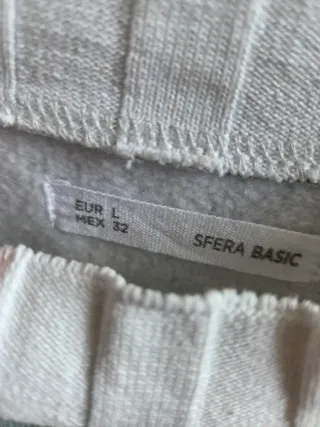 EUR L
MEX 32
SFERA BASIC